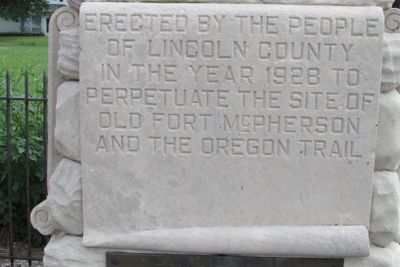 ERECTED BY THE PEOPLE
OF LINCOLN COUNTY
IN THE YEAR 1928 TO
PERPETUATE THE SITE OF
OLD FORT MCPHERSON
AND THE OREGON TRAIL